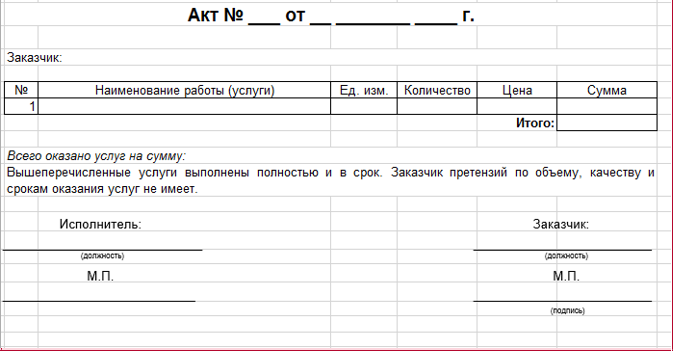 Акт № ___ от __ ________ ____ г.
Заказчик:
№ Наименование работы (услуги) Ед. изм. Количество Цена Сумма
1
Итого:
Всего оказано услуг на сумму:
Вышеперечисленные услуги выполнены полностью и в срок. Заказчик претензий по объему, качеству и
срокам оказания услуг не имеет.
Исполнитель: Заказчик:
(должность) (должность)
М.П. М.П.
(подпись)